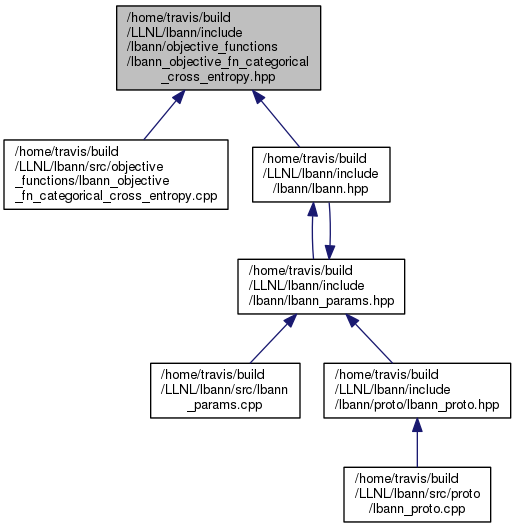 /home/travis/build
/LLNL/lbann/include
/lbann/objective_functions
/lbann_objective_fn_categorical
_cross_entropy.hpp
/home/travis/build
/LLNL/lbann/src/objective
_functions/lbann_objective
_fn_categorical_cross_entropy.cpp
/home/travis/build
/LLNL/lbann/include
/lbann/lbann.hpp
/home/travis/build
/LLNL/lbann/include
/lbann/lbann_params.hpp
/home/travis/build
/LLNL/lbann/src/lbann
_params.cpp
/home/travis/build
/LLNL/lbann/include
/lbann/proto/lbann_proto.hpp
/home/travis/build
/LLNL/lbann/src/proto
/lbann_proto.cpp